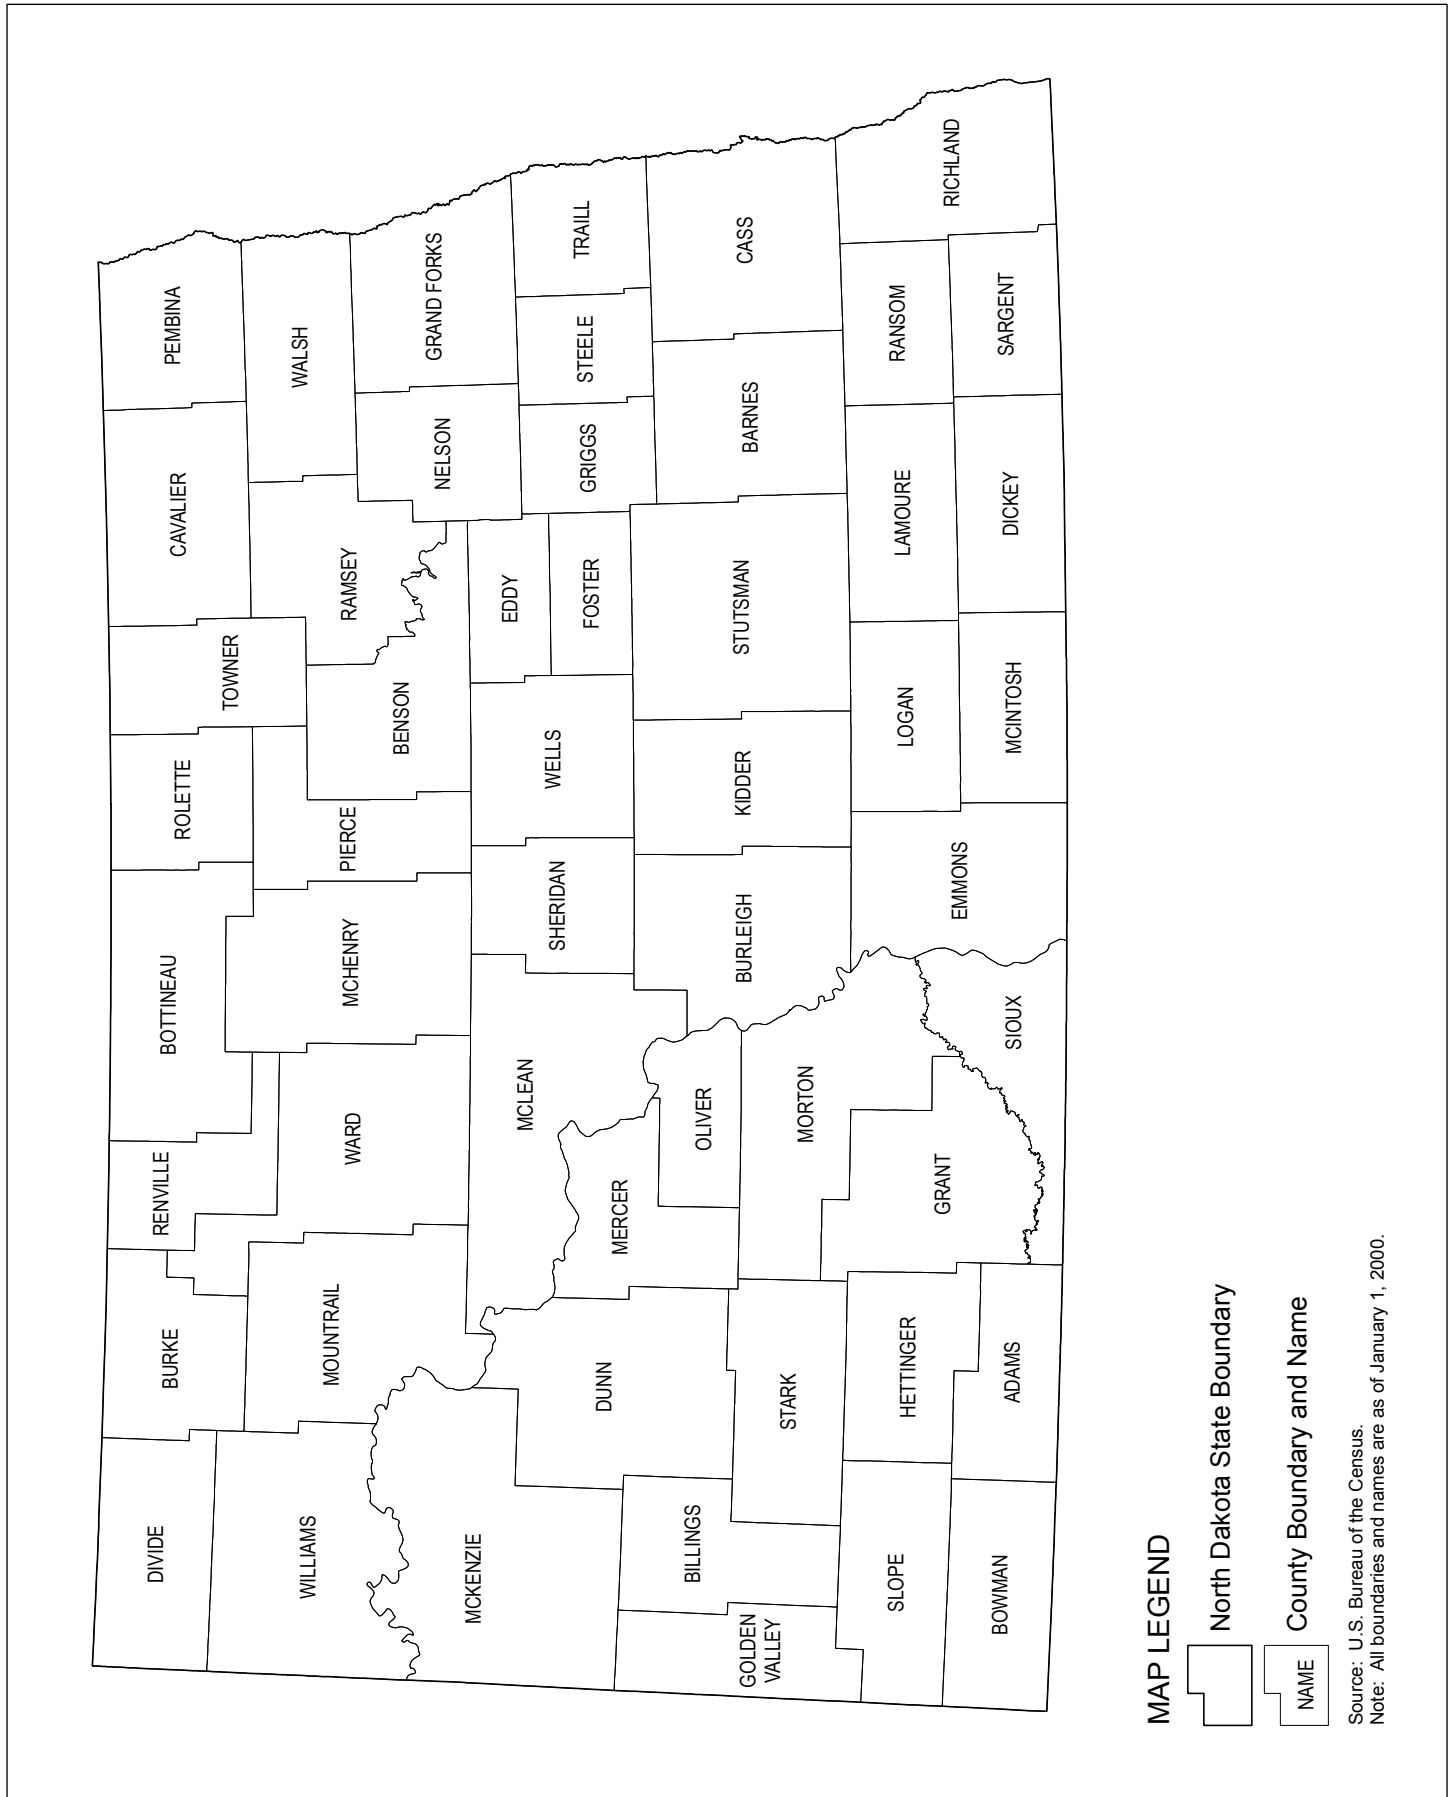 DIVIDE
BURKE
RENVILLE
BOTTINEAU
ROLETTE
TOWNER
CAVALIER
PEMBINA
WILLIAMS
MOUNTRAIL
WARD
MCHENRY
PIERCE
BENSON
RAMSEY
WALSH
NELSON
GRAND FORKS
MCKENZIE
DUNN
MERCER
MCLEAN
SHERIDAN
WELLS
EDDY
FOSTER
GRIGGS
STEELE
TRAILL
GOLDEN
VALLEY
BILLINGS
STARK
OLIVER
MORTON
BURLEIGH
KIDDER
STUTSMAN
BARNES
CASS
SLOPE
HETTINGER
GRANT
EMMONS
LOGAN
LAMOURE
RANSOM
RICHLAND
BOWMAN
ADAMS
SIOUX
MCINTOSH
DICKEY
SARGENT
MAP LEGEND
North Dakota State Boundary
NAME
County Boundary and Name
Source: U.S. Bureau of the Census.
Note: All boundaries and names are as of January 1, 2000.